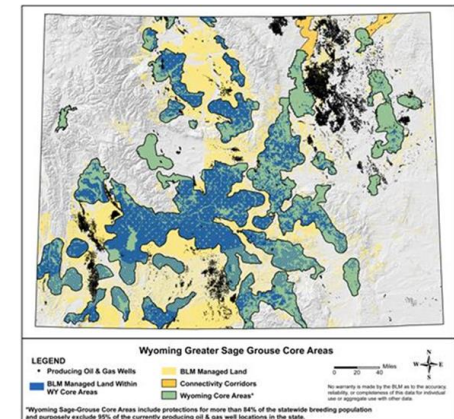 Wyoming Greater Sage Grouse Core Areas
LEGEND
Producing Oil & Gas Wells
BLM Managed Land Within
WY Core Areas
BLM Managed Land
Connectivity Corridors
Wyoming Core Areas*
Miles
0 20 40
N
W E
S
No warranty is made by the BLM as to the accuracy,
reliability, or completeness of this data for individual
use or aggregate use with other data.
*Wyoming Sage-Grouse Core Areas include protections for more than 84% of the statewide breeding population
and purposely exclude 95% of the currently producing oil & gas well locations in the state.